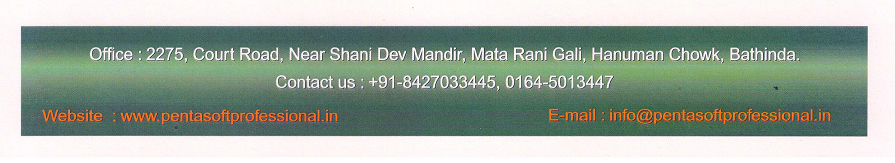 Office : 2275, Court Road, Near Shani Dev Mandir, Mata Rani Gali, Hanuman Chowk, Bathinda.
Contact us : +91-8427033445, 0164-5013447
Website : www.pentasoftprofessional.in E-mail : info@pentasoftprofessional.in